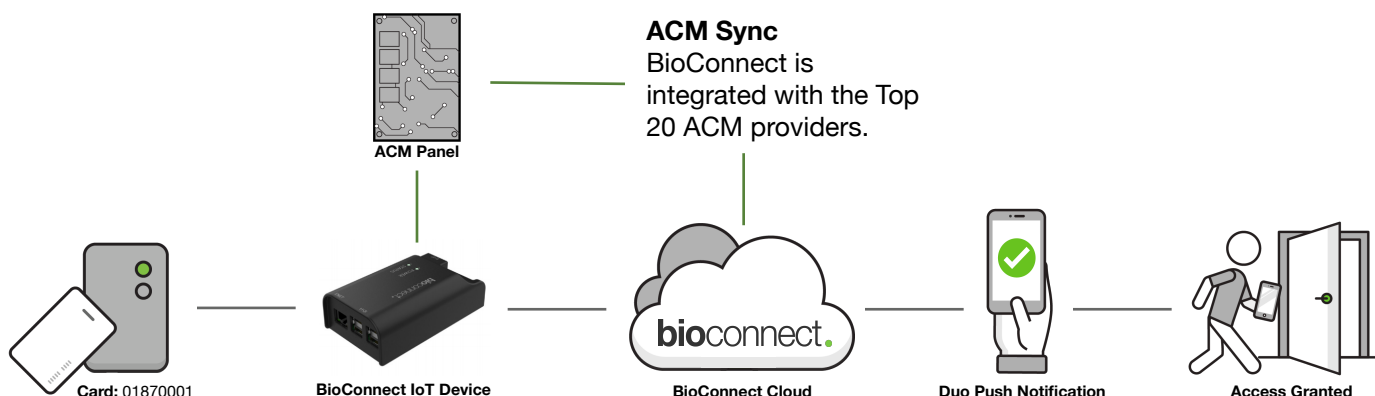 ACM Sync
BioConnect is
integrated with the Top
20 ACM providers.
ACM Panel
bioconnect.
bioconnect.
Card: 01870001
BioConnect IoT Device
BioConnect Cloud
Duo Push Notification
Access Granted